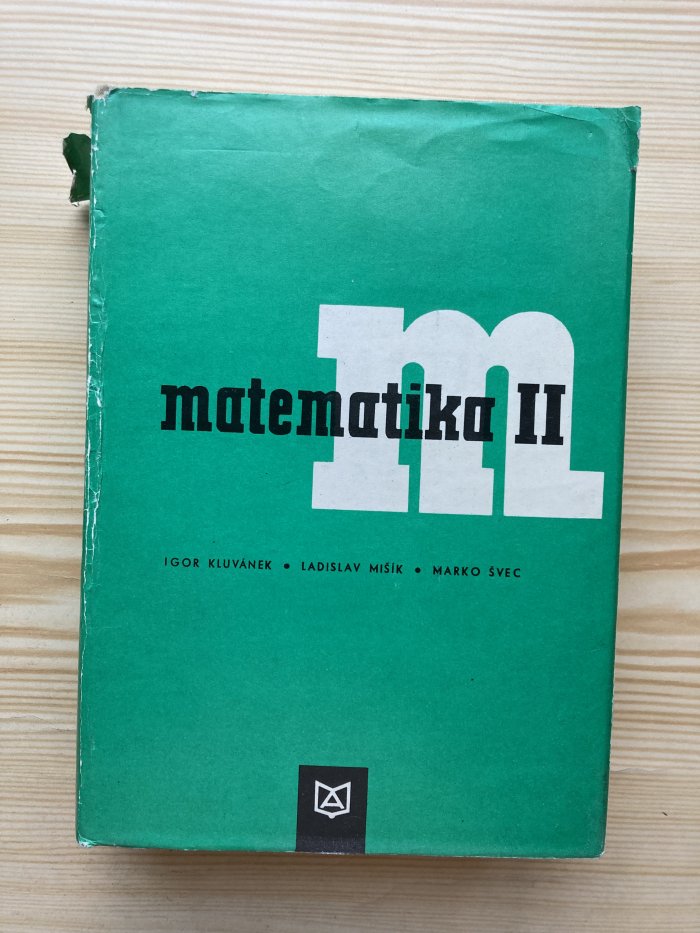 m
matematika II
IGOR KLUVÁNEK • LADISLAV MIŠÍK • MARKO ŠVEC
A